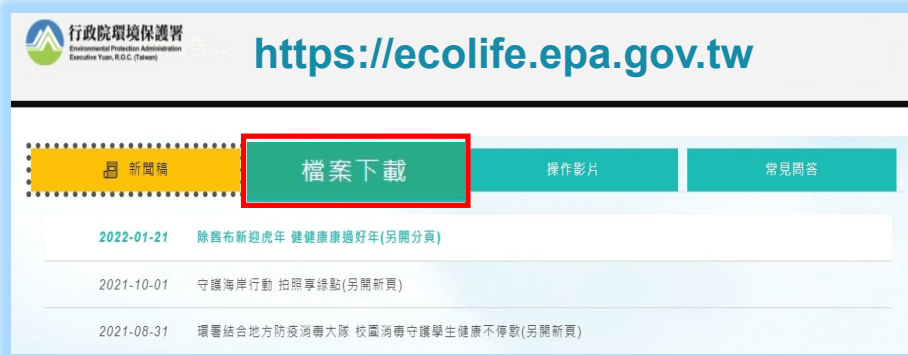 行政院環境保護署
Environmental Protection Administration
Executive Yuan, R.O.C. (Taiwan)
https://ecolife.epa.gov.tw
新聞稿
檔案下載
操作影片
常見問答
2022-01-21 除舊布新迎虎年 健健康康過好年(另開分頁)
2021-10-01 守護海岸行動 拍照享綠點(另開新頁)
2021-08-31 環署結合地方防疫消毒大隊 校園消毒守護學生健康不停歇(另開新頁)